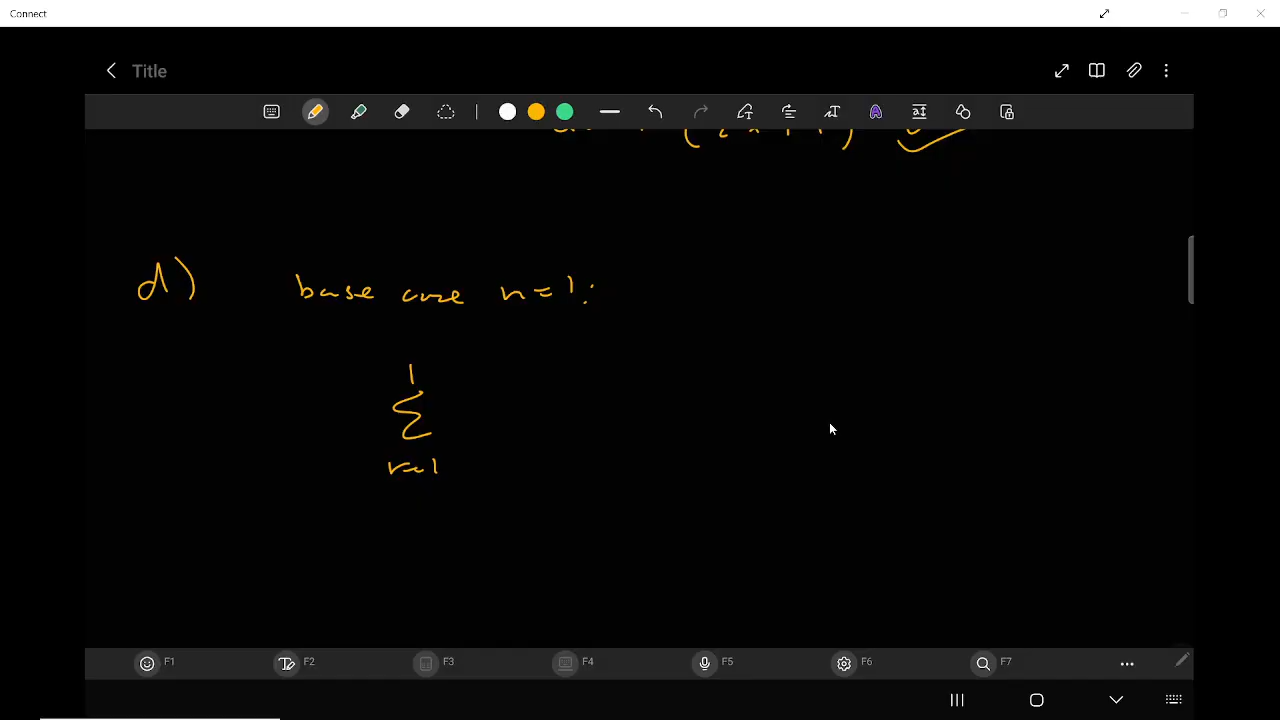 Connect
Title
d) base case n=1:
1
Σ
r=1
F1 F2 F3 F4 F5 F6 F7